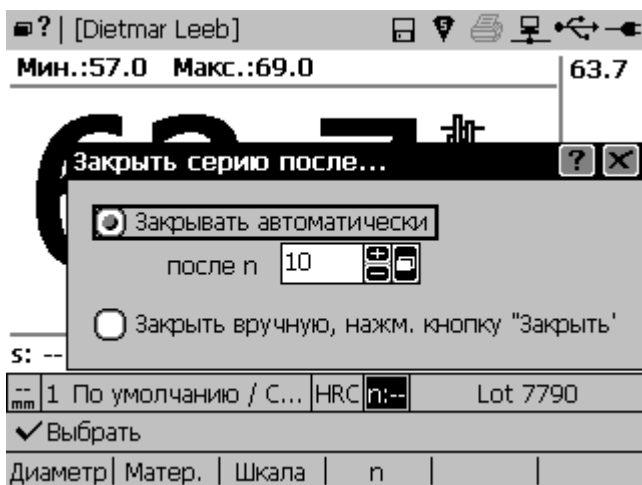 ? [Dietmar Leeb]
Мин.:57.0 Макс.:69.0 63.7
Закрыть серию после... ?
Закрывать автоматически
после n 10
Закрыть вручную, нажм. кнопку "Закрыть'
s: --
-- mm 1 По умолчанию / С... HRC n:-- Lot 7790
Выбрать
Диаметр Матер. Шкала n